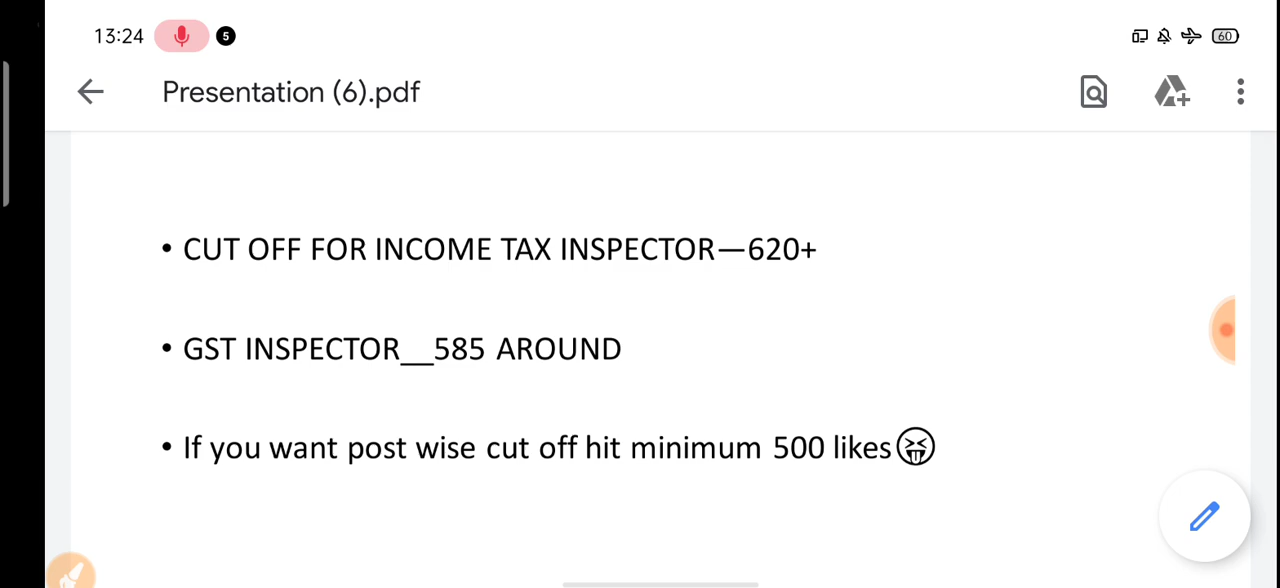 13:24 5 60
Presentation (6).pdf
• CUT OFF FOR INCOME TAX INSPECTOR—620+
• GST INSPECTOR__585 AROUND
• If you want post wise cut off hit minimum 500 likes😝